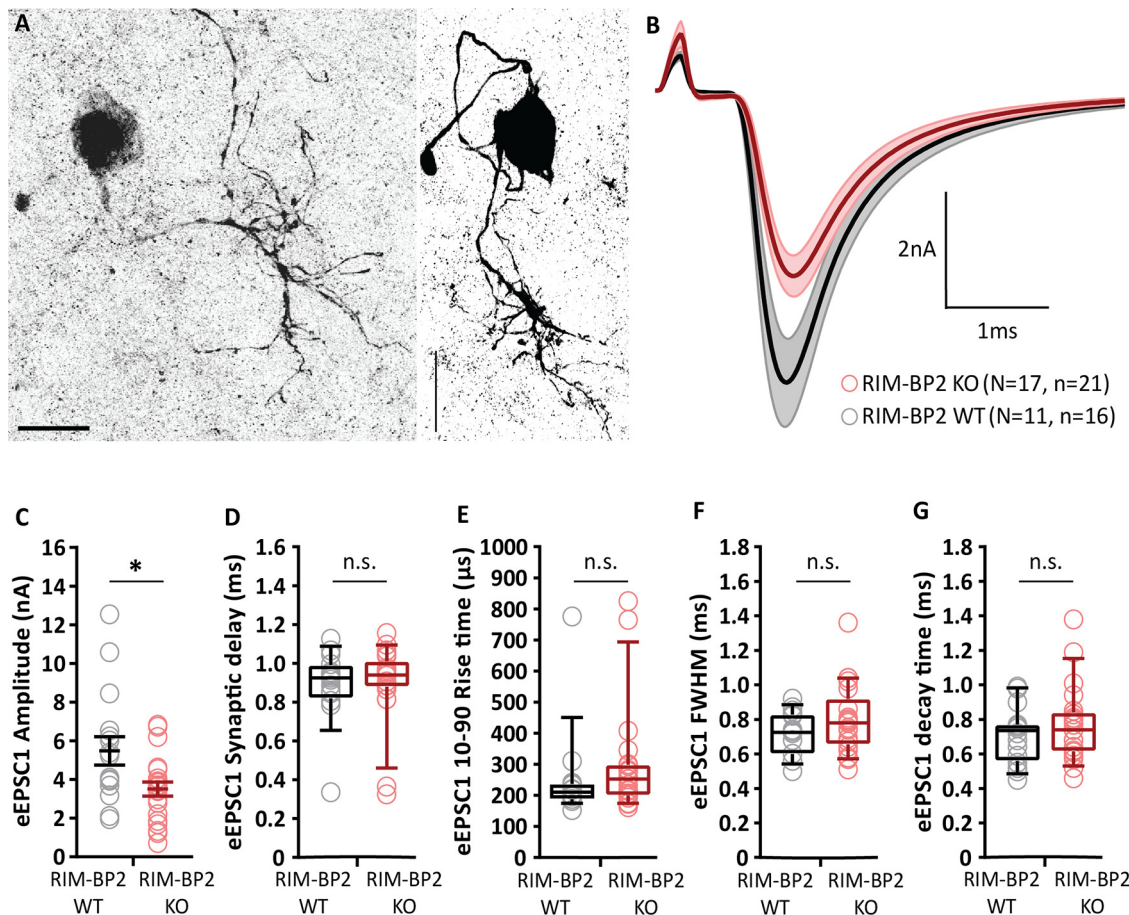 A
B
2nA
1ms
RIM-BP2 KO (N=17, n=21)
RIM-BP2 WT (N=11, n=16)
C
eEPSC1 Amplitude (nA)
16
14
12
10
8
6
4
2
0
*
RIM-BP2 RIM-BP2
WT KO
D
eEPSC1 Synaptic delay (ms)
1.6
1.4
1.2
1.0
0.8
0.6
0.4
0.2
0
n.s.
RIM-BP2 RIM-BP2
WT KO
E
eEPSC1 10-90 Rise time (µs)
1000
900
800
700
600
500
400
300
200
100
0
n.s.
RIM-BP2 RIM-BP2
WT KO
F
eEPSC1 FWHM (ms)
1.8
1.6
1.4
1.2
1.0
0.8
0.6
0.4
0.2
0
n.s.
RIM-BP2 RIM-BP2
WT KO
G
eEPSC1 decay time (ms)
1.8
1.6
1.4
1.2
1.0
0.8
0.6
0.4
0.2
0
n.s.
RIM-BP2 RIM-BP2
WT KO